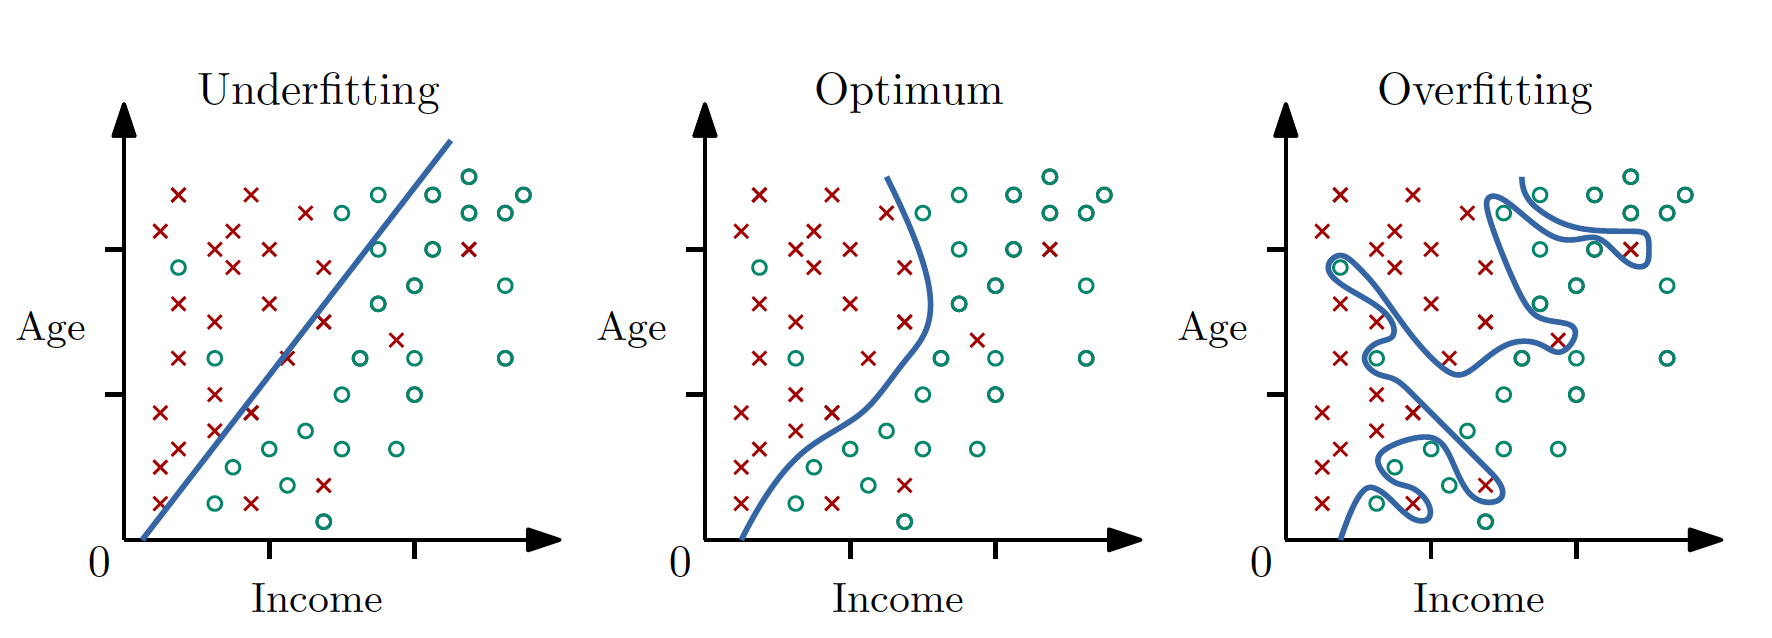 Underfitting
Age
0
Income
Optimum
Age
0
Income
Overfitting
Age
0
Income